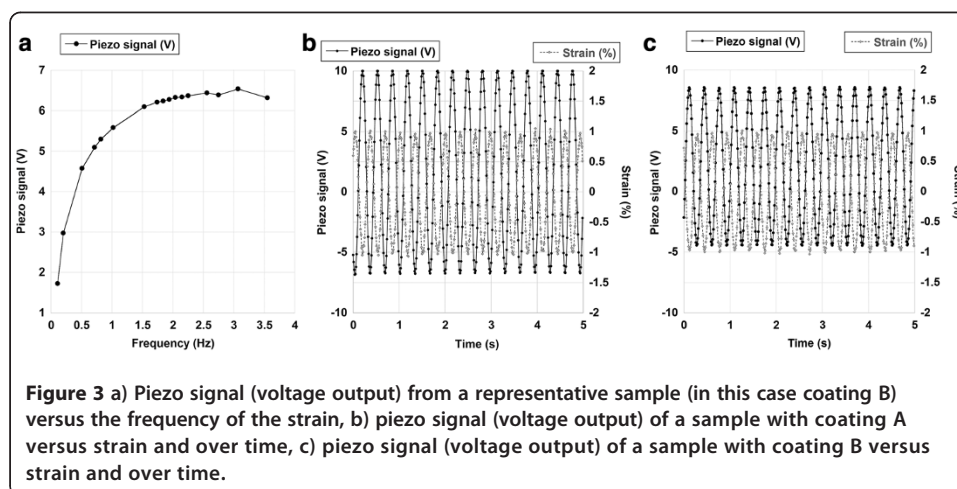 a
Piezo signal (V)
7
6
5
4
3
2
1
Piezo signal (V)
0 0.5 1 1.5 2 2.5 3 3.5 4
Frequency (Hz)
b
Piezo signal (V)
Strain (%)
10
5
0
-5
-10
Piezo signal (V)
2
1.5
1
0.5
0
-0.5
-1
-1.5
-2
Strain (%)
0 1 2 3 4 5
Time (s)
c
Piezo signal (V)
Strain (%)
10
5
0
-5
-10
Piezo signal (V)
2
1.5
1
0.5
0
-0.5
-1
-1.5
-2
Strain (%)
0 1 2 3 4 5
Time (s)
Figure 3 a) Piezo signal (voltage output) from a representative sample (in this case coating B)
versus the frequency of the strain, b) piezo signal (voltage output) of a sample with coating A
versus strain and over time, c) piezo signal (voltage output) of a sample with coating B versus
strain and over time.